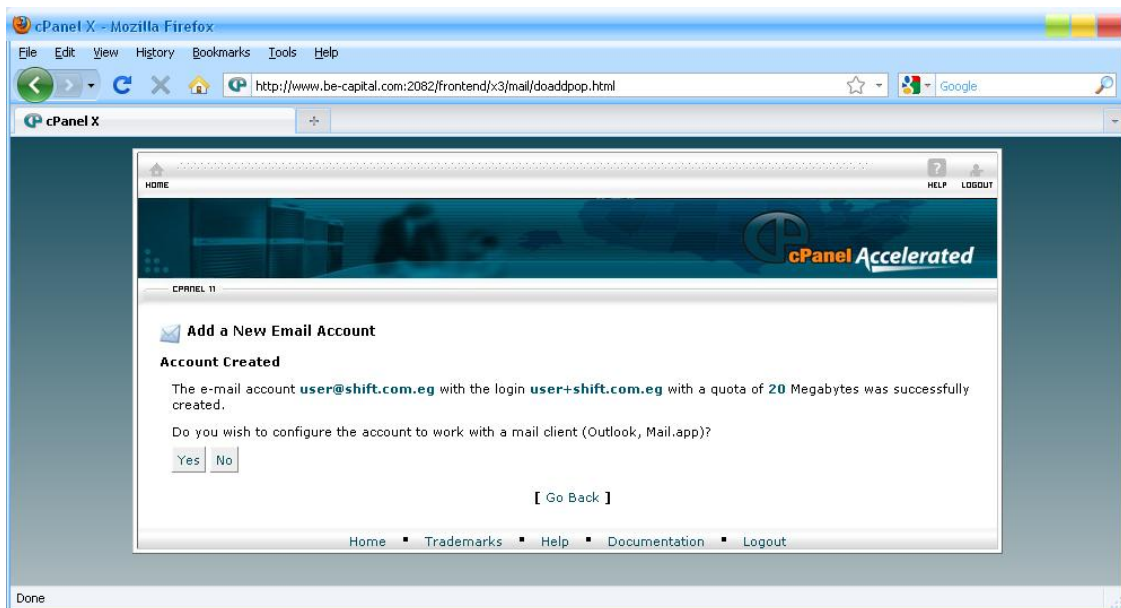 cPanel X - Mozilla Firefox
File Edit View History Bookmarks Tools Help
http://www.be-capital.com:2082/frontend/x3/mail/doaddpop.html
Google
cPanel X
HOME
HELP LOGOUT
cPanel Accelerated
CPANEL 11
Add a New Email Account
Account Created
The e-mail account user@shift.com.eg with the login user+shift.com.eg with a quota of 20 Megabytes was successfully
created.
Do you wish to configure the account to work with a mail client (Outlook, Mail.app)?
Yes No
[ Go Back ]
Home ▪ Trademarks ▪ Help ▪ Documentation ▪ Logout
Done